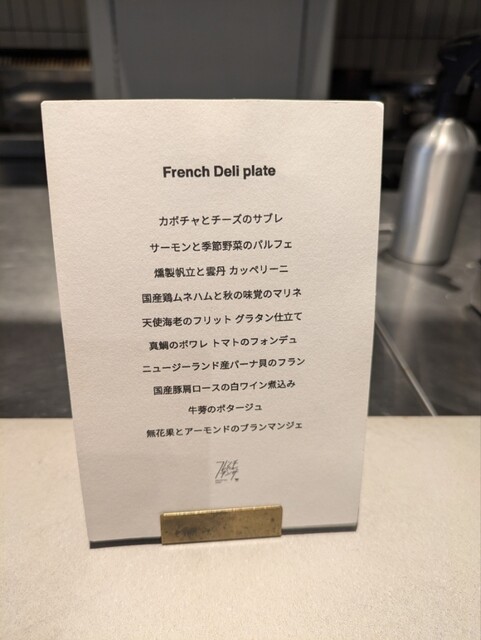 French Deli plate
カボチャとチーズのサブレ
サーモンと季節野菜のパルフェ
燻製帆立と雲丹 カッペリーニ
国産鶏ムネハムと秋の味覚のマリネ
天使海老のフリット グラタン仕立て
真鯛のポワレ トマトのフォンデュ
ニュージーランド産パーナ貝のフラン
国産豚肩ロースの白ワイン煮込み
牛蒡のポタージュ
無花果とアーモンドのブランマンジェ